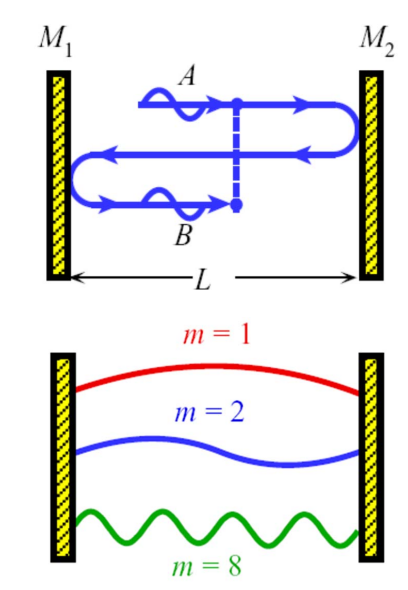 M₁ M₂
A
B
L
m = 1
m = 2
m = 8